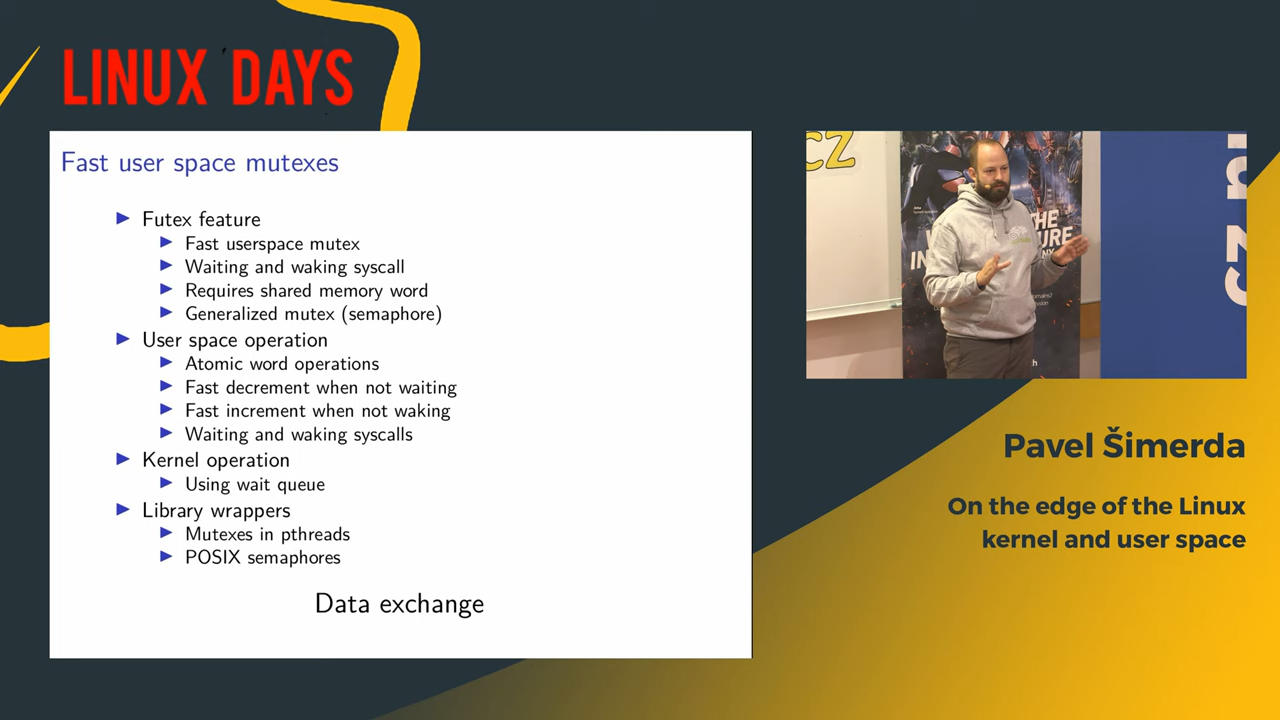 LINUX DAYS
Fast user space mutexes
Futex feature
Fast userspace mutex
Waiting and waking syscall
Requires shared memory word
Generalized mutex (semaphore)
User space operation
Atomic word operations
Fast decrement when not waiting
Fast increment when not waking
Waiting and waking syscalls
Kernel operation
Using wait queue
Library wrappers
Mutexes in pthreads
POSIX semaphores
Data exchange
cz
THE
Pavel Šimerda
On the edge of the Linux
kernel and user space